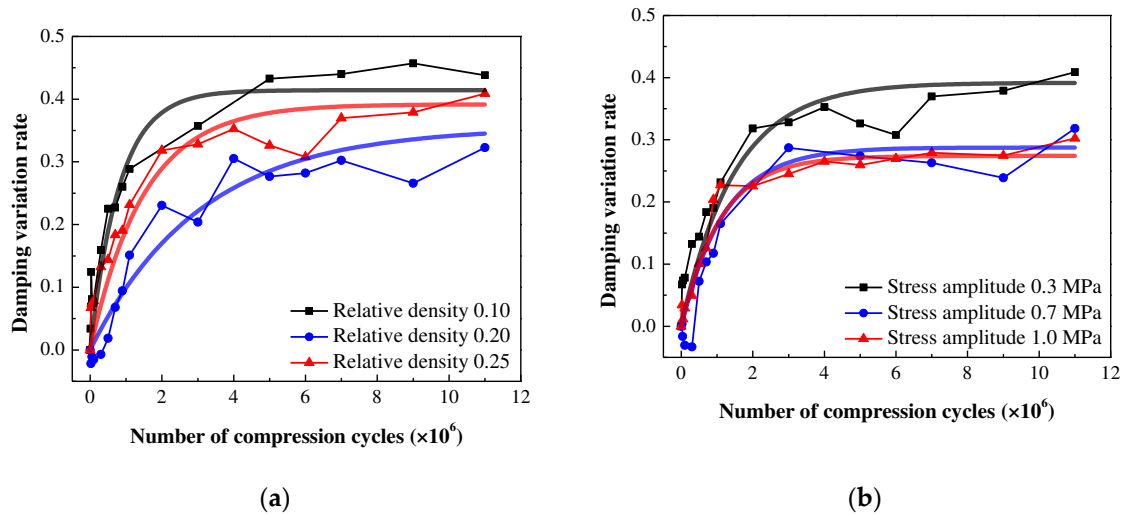 0.5
0.4
0.3
0.2
0.1
0.0
Damping variation rate
Relative density 0.10
Relative density 0.20
Relative density 0.25
0 2 4 6 8 10 12
Number of compression cycles (×10⁶)
(a)
0.5
0.4
0.3
0.2
0.1
0.0
Damping variation rate
Stress amplitude 0.3 MPa
Stress amplitude 0.7 MPa
Stress amplitude 1.0 MPa
0 2 4 6 8 10 12
Number of compression cycles (×10⁶)
(b)